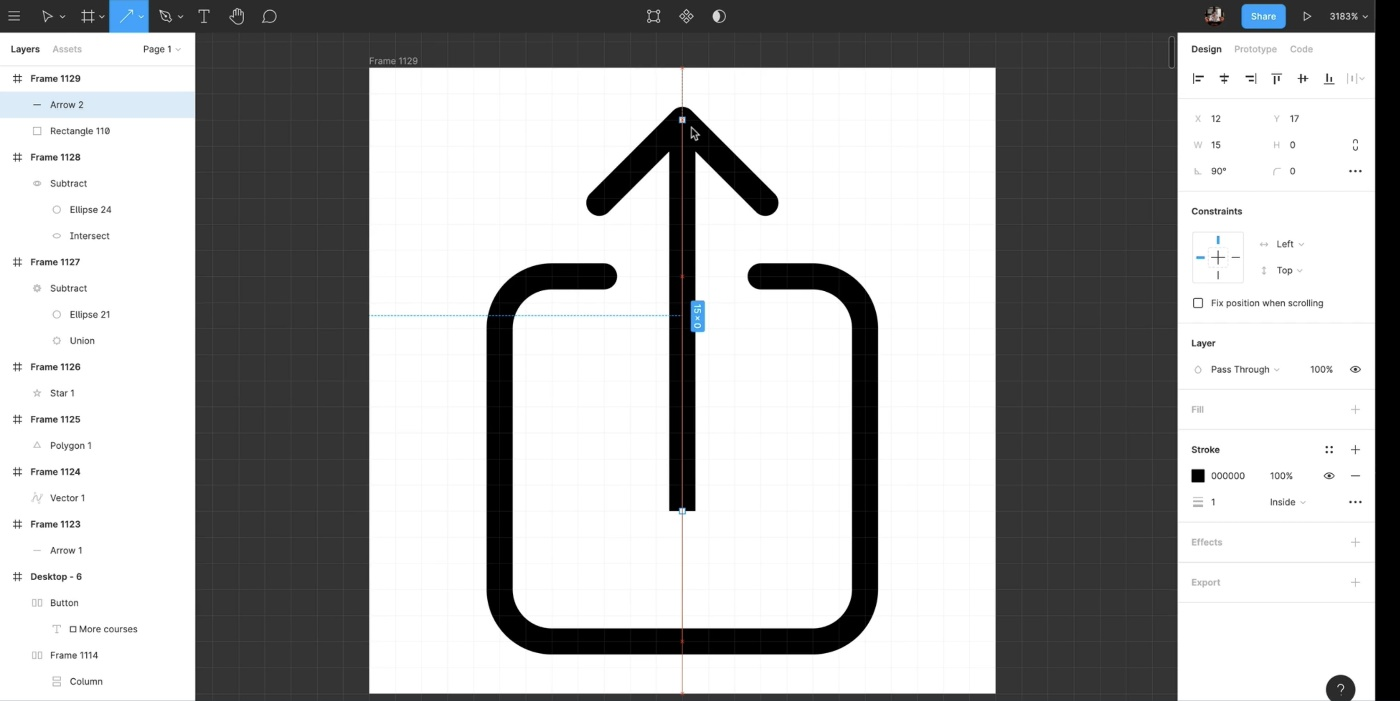 Share
3183%
Layers
Assets
Page 1
Design
Prototype
Code
Frame 1129
Arrow 2
Rectangle 110
Frame 1128
Subtract
Ellipse 24
Intersect
Frame 1127
Subtract
Ellipse 21
Union
Frame 1126
Star 1
Frame 1125
Polygon 1
Frame 1124
Vector 1
Frame 1123
Arrow 1
Desktop - 6
Button
More courses
Frame 1114
Column
Frame 1129
15 × 0
X 12 Y 17
W 15 H 0
90° 0
Constraints
Left
Top
Fix position when scrolling
Layer
Pass Through 100%
Fill
Stroke
000000 100%
1 Inside
Effects
Export
?